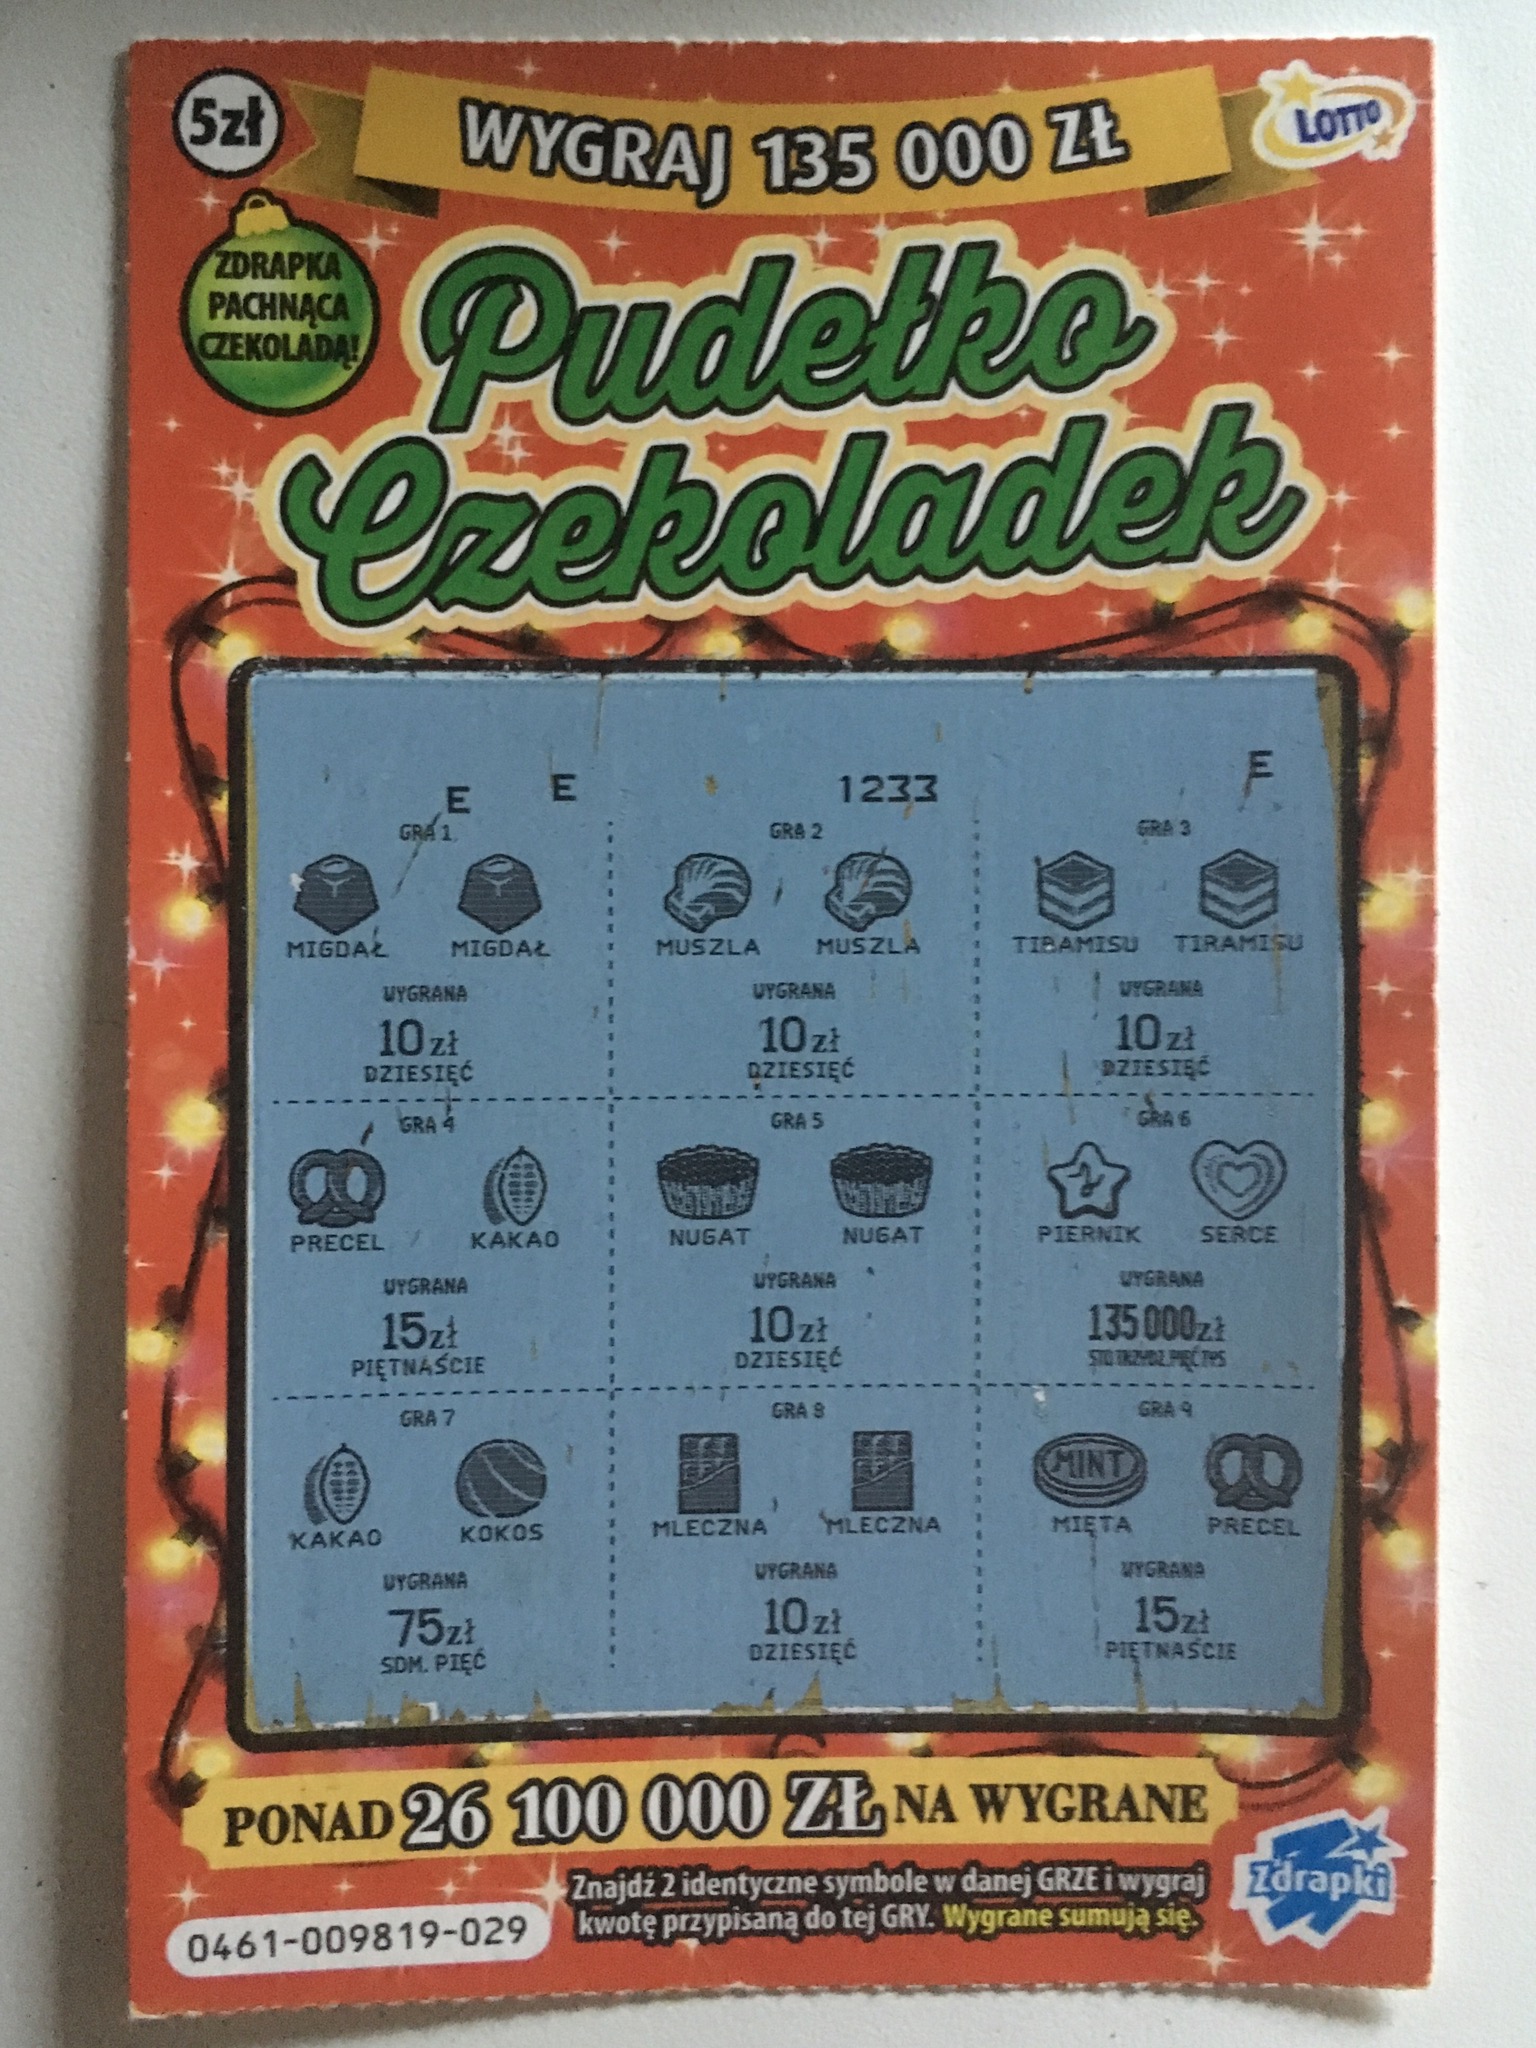 5zł
WYGRAJ 135 000 ZŁ
LOTTO
ZDRAPKA
PACHNĄCA
CZEKOLADĄ!
Pudełko
Czekoladek
E E 1233 E
GRA 1 GRA 2 GRA 3
MIGDAŁ MIGDAŁ MUSZLA MUSZLA TIRAMISU TIRAMISU
WYGRANA WYGRANA WYGRANA
10zł 10zł 10zł
DZIESIĘĆ DZIESIĘĆ DZIESIĘĆ
GRA 4 GRA 5 GRA 6
PRECEL KAKAO NUGAT NUGAT PIERNIK SERCE
WYGRANA WYGRANA WYGRANA
15zł 10zł 135000zł
PIĘTNAŚCIE DZIESIĘĆ STOTRZYDZ.PIĘĆTYS
GRA 7 GRA 8 GRA 9
MINT
KAKAO KOKOS MLECZNA MLECZNA MIĘTA PRECEL
WYGRANA WYGRANA WYGRANA
75zł 10zł 15zł
SDM. PIĘĆ DZIESIĘĆ PIĘTNAŚCIE
PONAD 26 100 000 ZŁ NA WYGRANE
Znajdź 2 identyczne symbole w danej GRZE i wygraj
kwotę przypisaną do tej GRY. Wygrane sumują się.
Zdrapki
0461-009819-029